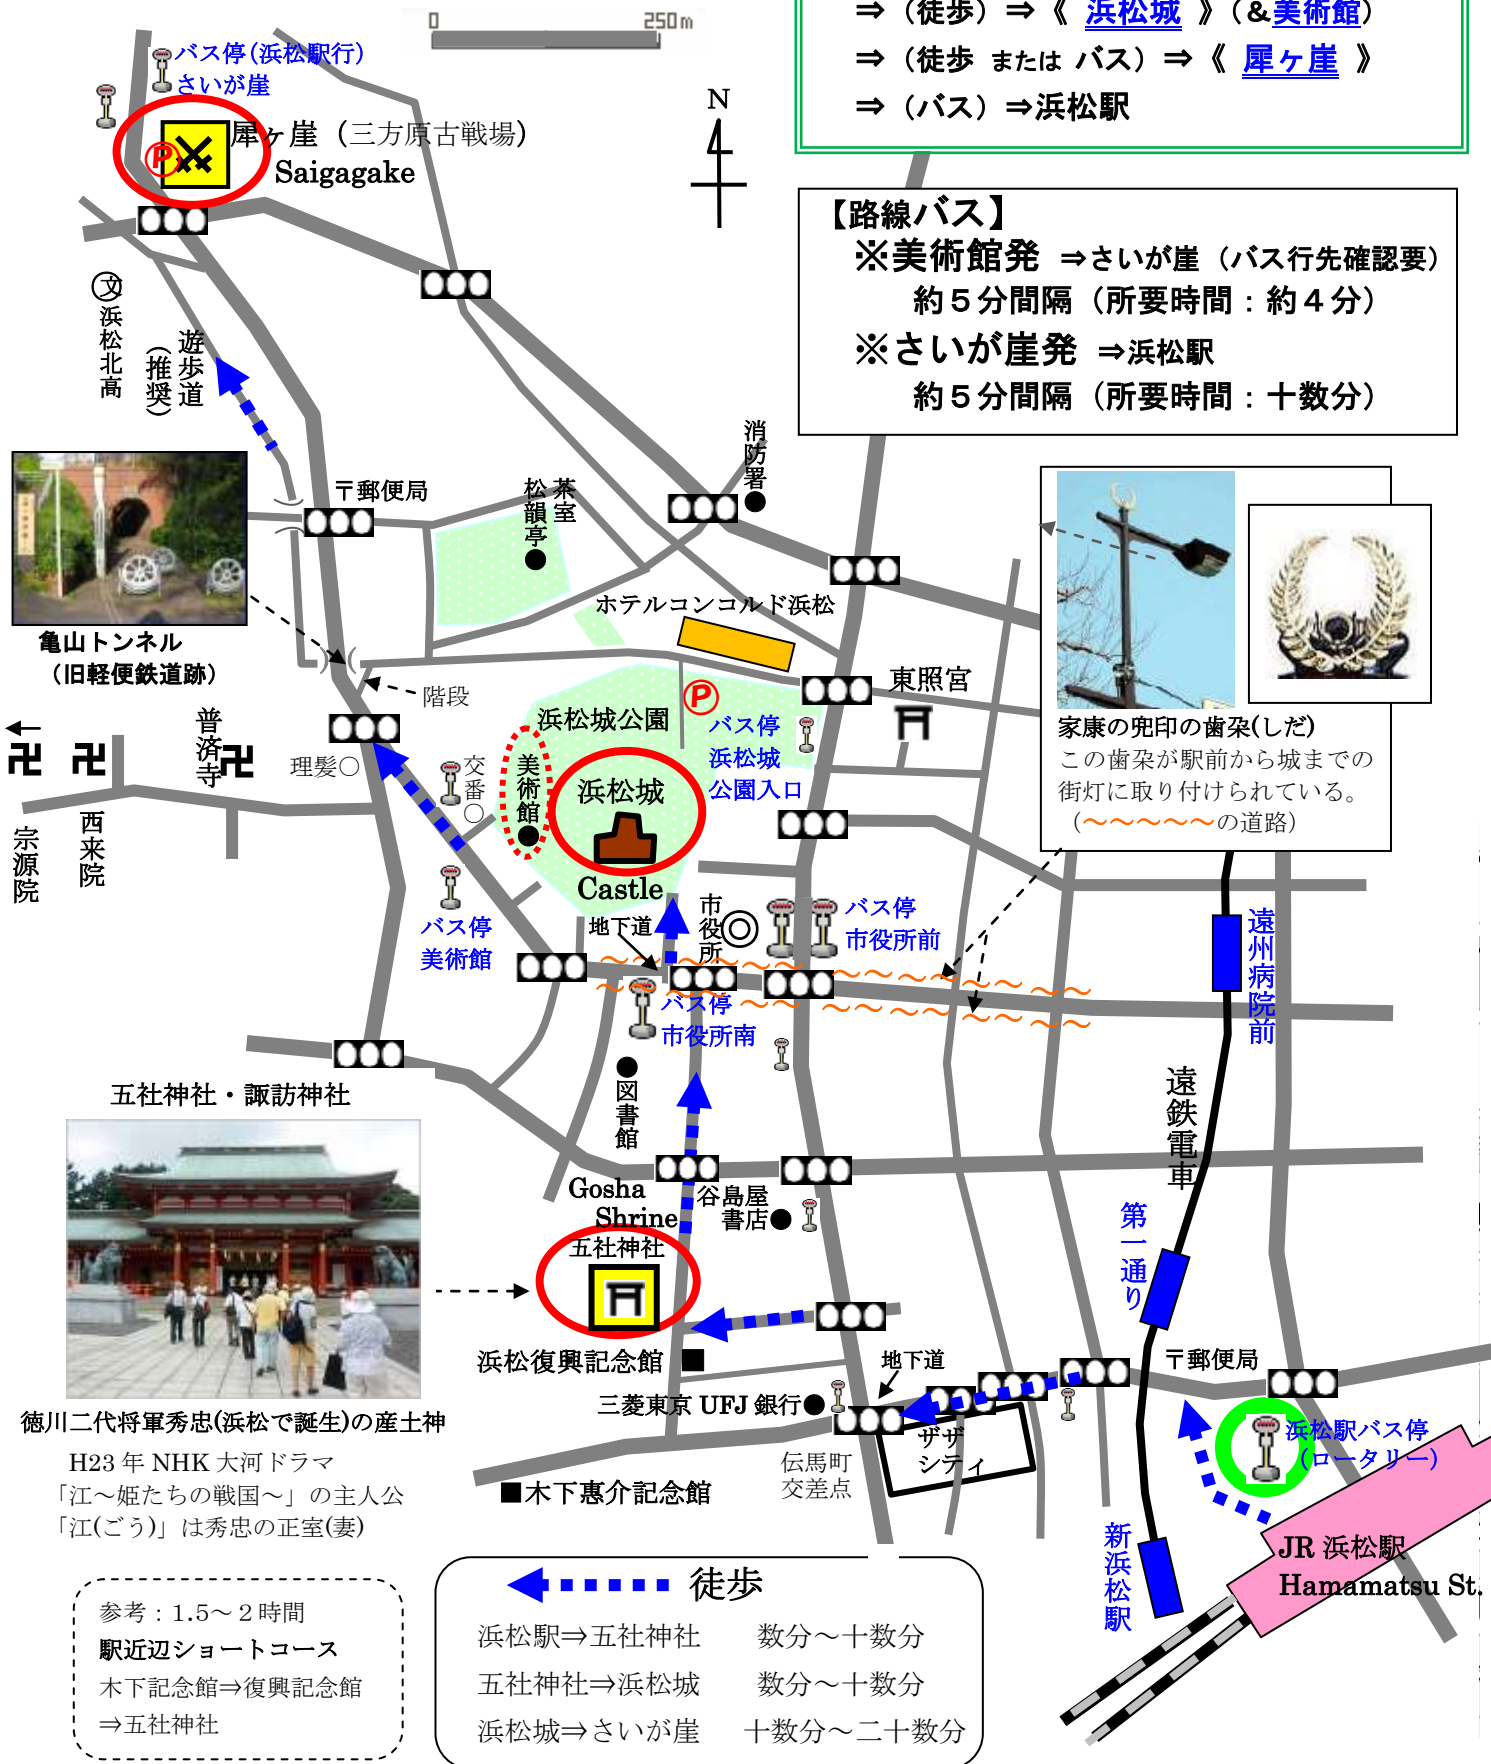 ⇒（徒歩）⇒《 浜松城 》（&美術館）
⇒（徒歩 または バス）⇒《 犀ヶ崖 》
⇒（バス）⇒浜松駅
0 250m
N
バス停(浜松駅行)
さいが崖
犀ヶ崖（三方原古戦場）
Saigagake
P
【路線バス】
※美術館発 ⇒さいが崖（バス行先確認要）
約５分間隔（所要時間：約４分）
※さいが崖発 ⇒浜松駅
約５分間隔（所要時間：十数分）
文
浜松北高
遊歩道
（推奨）
〒郵便局
茶室
松韻亭
消防署
亀山トンネル
（旧軽便鉄道跡）
ホテルコンコルド浜松
階段
東照宮
家康の兜印の歯朶(しだ)
この歯朶が駅前から城までの
街灯に取り付けられている。
（～～～～～の道路）
浜松城公園
P
バス停
浜松城
公園入口
普済寺
理髪〇
交番〇
美術館
浜松城
Castle
宗源院
西来院
バス停
美術館
地下道
市役所
バス停
市役所前
バス停
市役所南
遠州病院前
図書館
遠鉄電車
五社神社・諏訪神社
Gosha
Shrine
五社神社
谷島屋
書店
第一通り
浜松復興記念館
三菱東京 UFJ 銀行
地下道
〒郵便局
ザザ
シティ
伝馬町
交差点
木下惠介記念館
浜松駅バス停
（ロータリー）
新浜松駅
JR 浜松駅
Hamamatsu St.
徳川二代将軍秀忠(浜松で誕生)の産土神
H23 年 NHK 大河ドラマ
「江～姫たちの戦国～」の主人公
「江(ごう)」は秀忠の正室(妻)
参考：1.5～２時間
駅近辺ショートコース
木下記念館⇒復興記念館
⇒五社神社
徒歩
浜松駅⇒五社神社 数分～十数分
五社神社⇒浜松城 数分～十数分
浜松城⇒さいが崖 十数分～二十数分